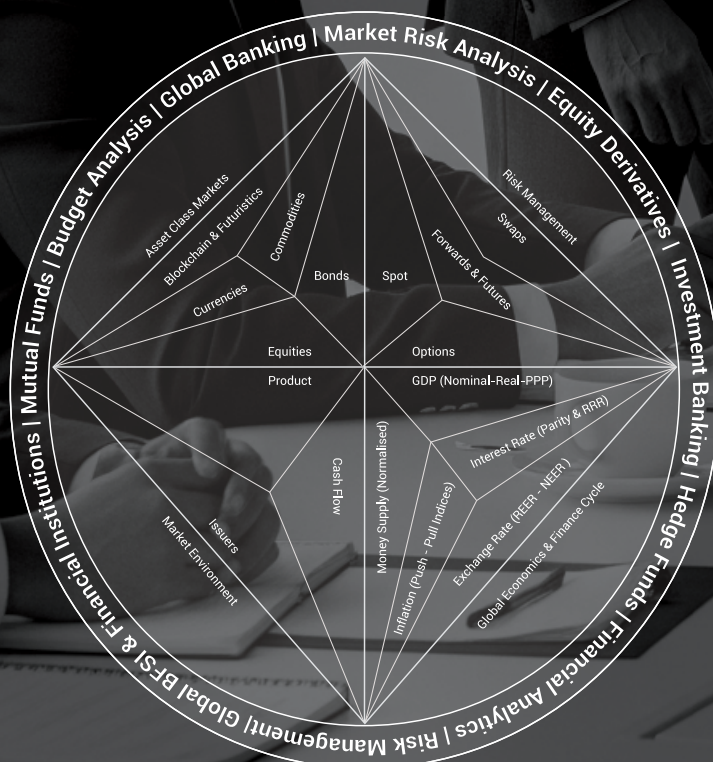 Mutual Funds | Budget Analysis | Global Banking | Market Risk Analysis | Equity Derivatives | Investment Banking | Hedge Funds | Financial Analytics | Risk Management| Global BFSI & Financial Institutions |
Asset Class Markets
Blockchain & Futuristics
Commodities
Currencies
Bonds
Equities
Risk Management
Swaps
Forwards & Futures
Spot
Options
Product
Cash Flow
Issuers
Market Environment
GDP (Nominal-Real-PPP)
Interest Rate (Parity & RRR)
Money Supply (Normalised)
Inflation (Push - Pull Indices)
Exchange Rate (REER - NEER )
Global Economics & Finance Cycle